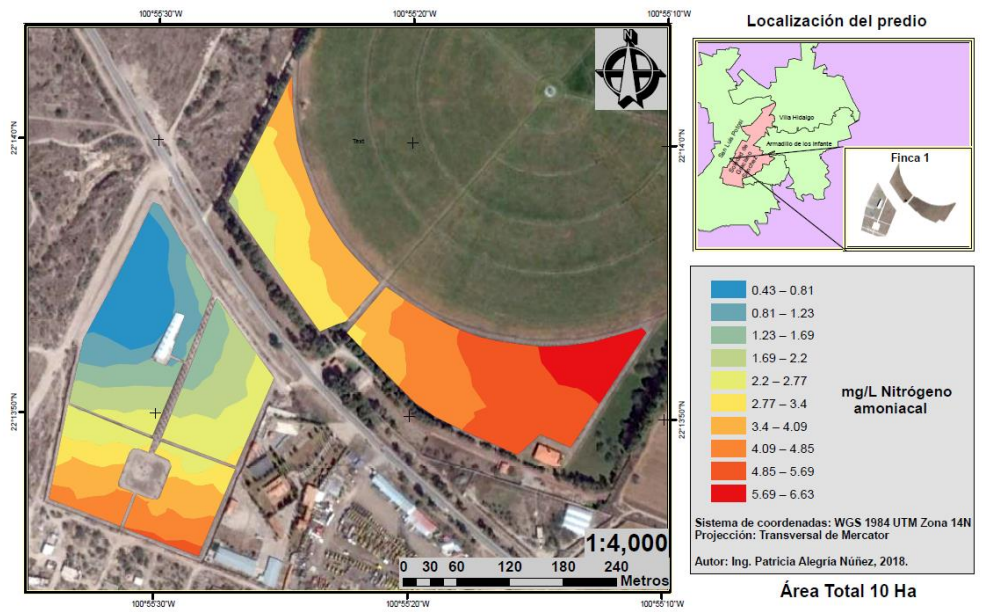 100°55'30"W
100°55'20"W
100°55'10"W
22°14'0"N
22°13'50"N
N
Text
22°14'0"N
22°13'50"N
1:4,000
0 30 60 120 180 240
Metros
100°55'30"W
100°55'20"W
100°55'10"W
Localización del predio
Villa Hidalgo
San Luis Potosí
Armadillo de los Infante
Soledad de
Finca 1
0.43 – 0.81
0.81 – 1.23
1.23 – 1.69
1.69 – 2.2
2.2 – 2.77
2.77 – 3.4
3.4 – 4.09
4.09 – 4.85
4.85 – 5.69
5.69 – 6.63
mg/L Nitrógeno
amoniacal
Sistema de coordenadas: WGS 1984 UTM Zona 14N
Projección: Transversal de Mercator
Autor: Ing. Patricia Alegría Núñez, 2018.
Área Total 10 Ha